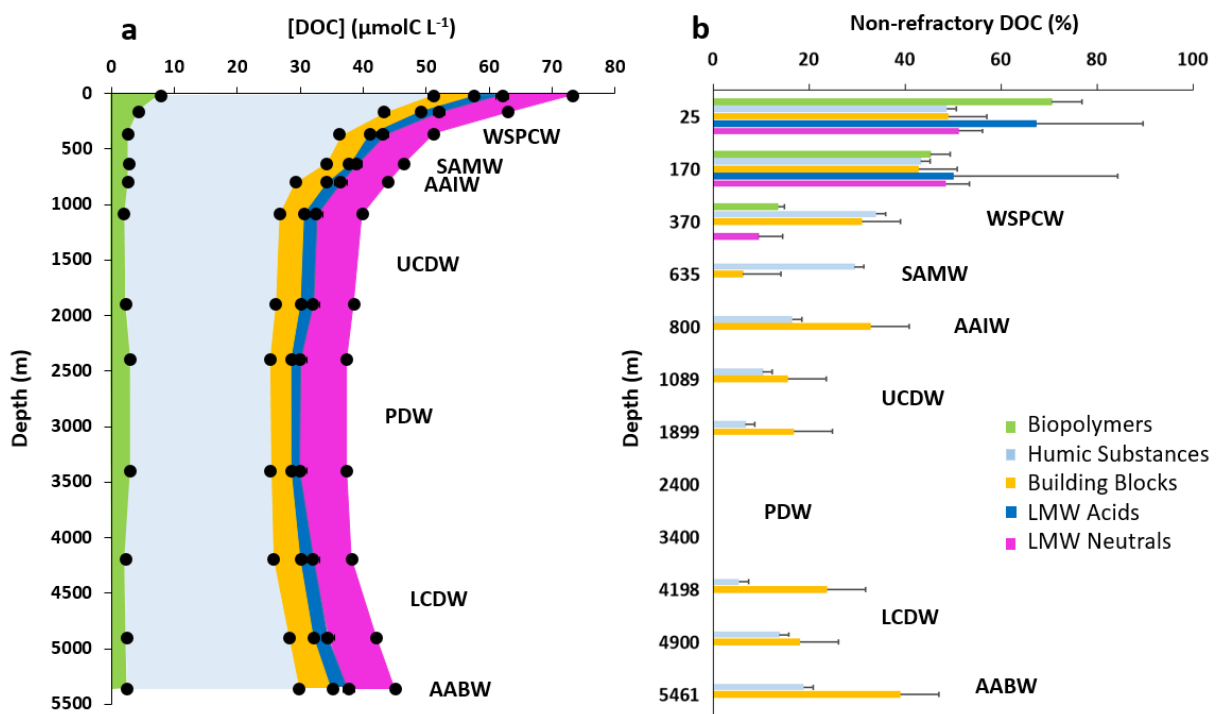 a
[DOC] (µmolC L⁻¹)
0 10 20 30 40 50 60 70 80
Depth (m)
0
500
1000
1500
2000
2500
3000
3500
4000
4500
5000
5500
WSPCW
SAMW
AAIW
UCDW
PDW
LCDW
AABW
b
Non-refractory DOC (%)
0 20 40 60 80 100
Depth (m)
25
170
370
635
800
1089
1899
2400
3400
4198
4900
5461
WSPCW
SAMW
AAIW
UCDW
PDW
LCDW
AABW
Biopolymers
Humic Substances
Building Blocks
LMW Acids
LMW Neutrals